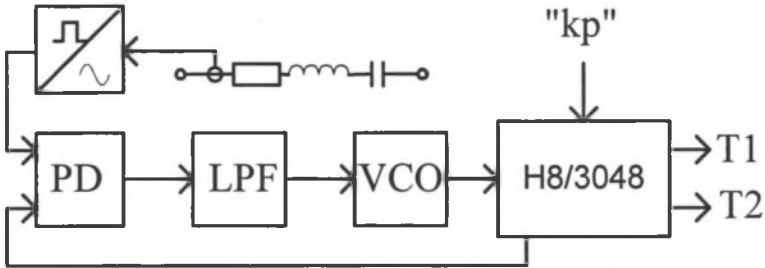 "kp"
PD
LPF
VCO
H8/3048
T1
T2